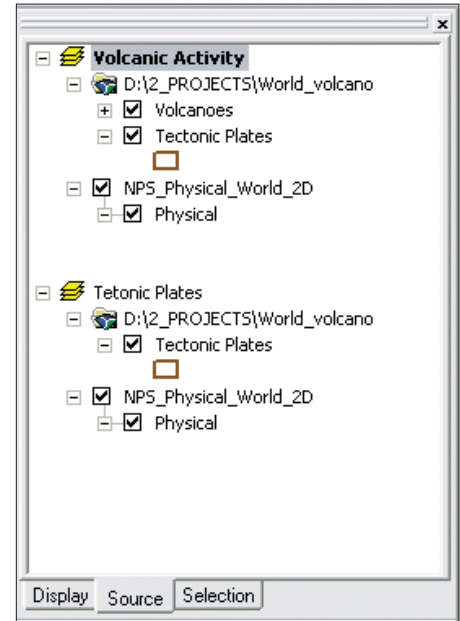 Volcanic Activity
D:\2_PROJECTS\World_volcano
Volcanoes
Tectonic Plates
NPS_Physical_World_2D
Physical
Tetonic Plates
D:\2_PROJECTS\World_volcano
Tectonic Plates
NPS_Physical_World_2D
Physical
Display Source Selection